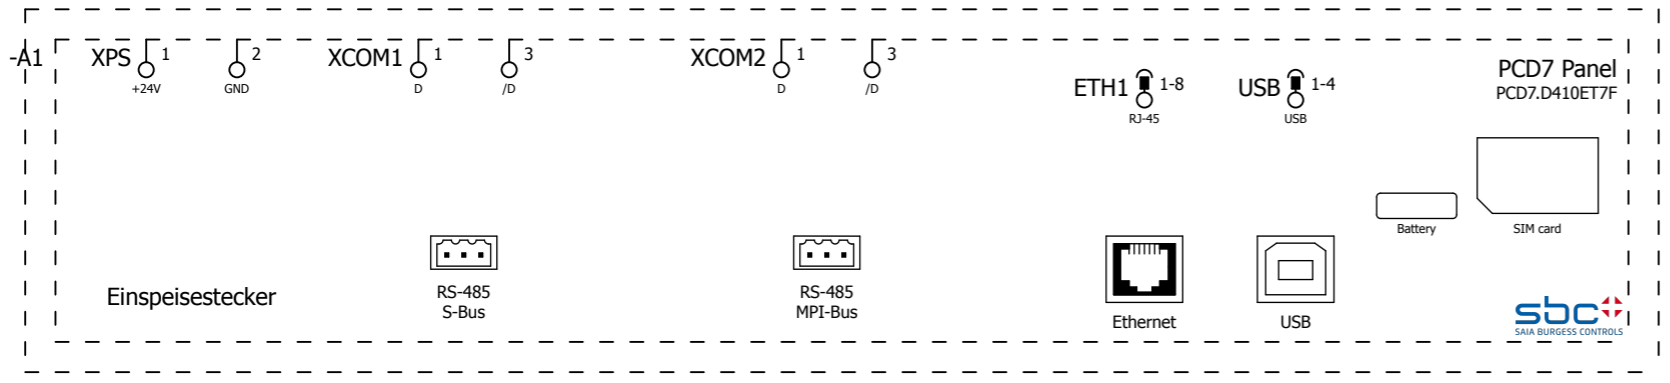 -A1
XPS 1 2
+24V GND
XCOM1 1 3
D /D
XCOM2 1 3
D /D
ETH1 1-8
RJ-45
USB 1-4
USB
PCD7 Panel
PCD7.D410ET7F
Battery
SIM card
Einspeisestecker
RS-485
S-Bus
RS-485
MPI-Bus
Ethernet
USB
sbc
SAIA BURGESS CONTROLS